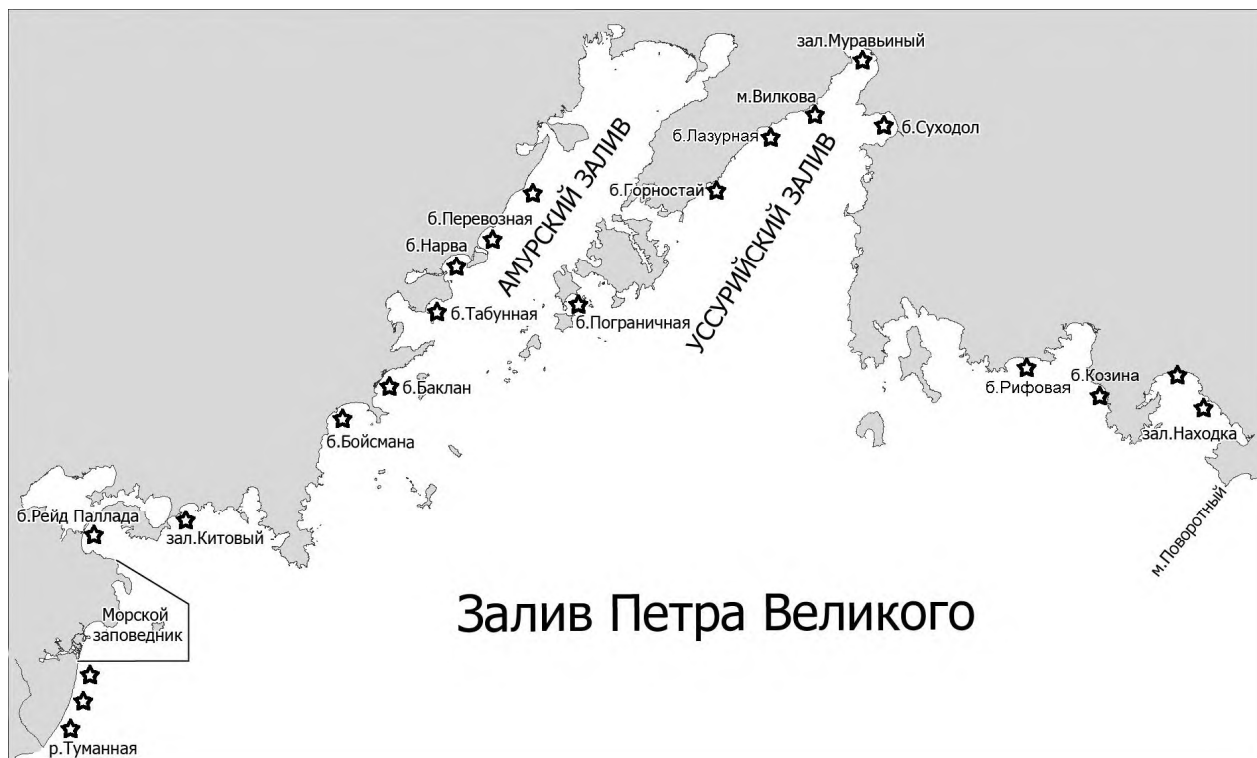 зал.Муравьиный
м.Вилкова
б.Лазурная
б.Суходол
б.Горностай
АМУРСКИЙ ЗАЛИВ
УССУРИЙСКИЙ ЗАЛИВ
б.Перевозная
б.Нарва
б.Табунная
б.Пограничная
б.Баклан
б.Бойсмана
б.Рифовая
б.Козина
зал.Находка
м.Поворотный
б.Рейд Паллада
зал.Китовый
Залив Петра Великого
Морской
заповедник
р.Туманная